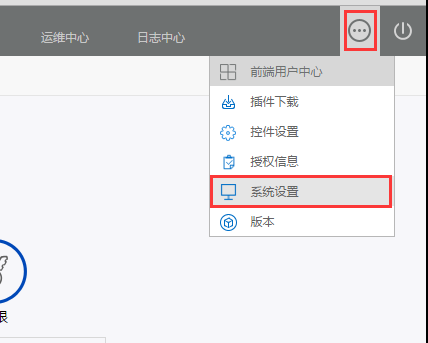 运维中心 日志中心
前端用户中心
插件下载
控件设置
授权信息
系统设置
版本